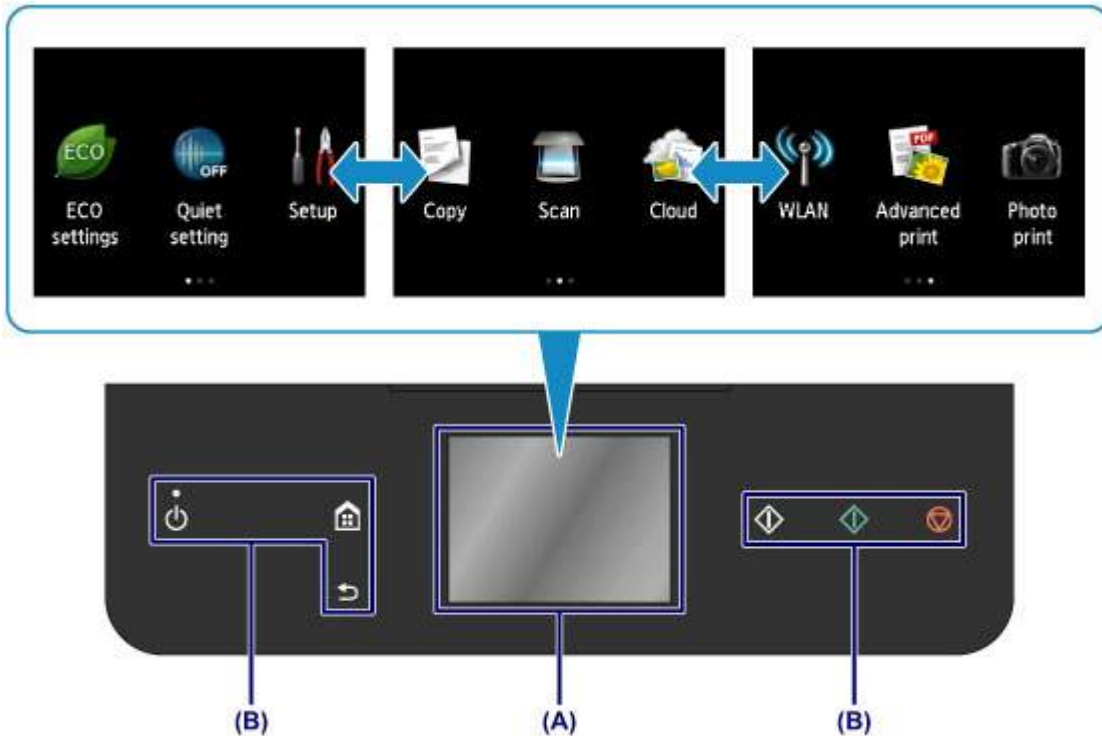 ECO
ECO
settings
OFF
Quiet
setting
Setup
Copy
Scan
Cloud
WLAN
PDF
Advanced
print
Photo
print
(B)
(A)
(B)